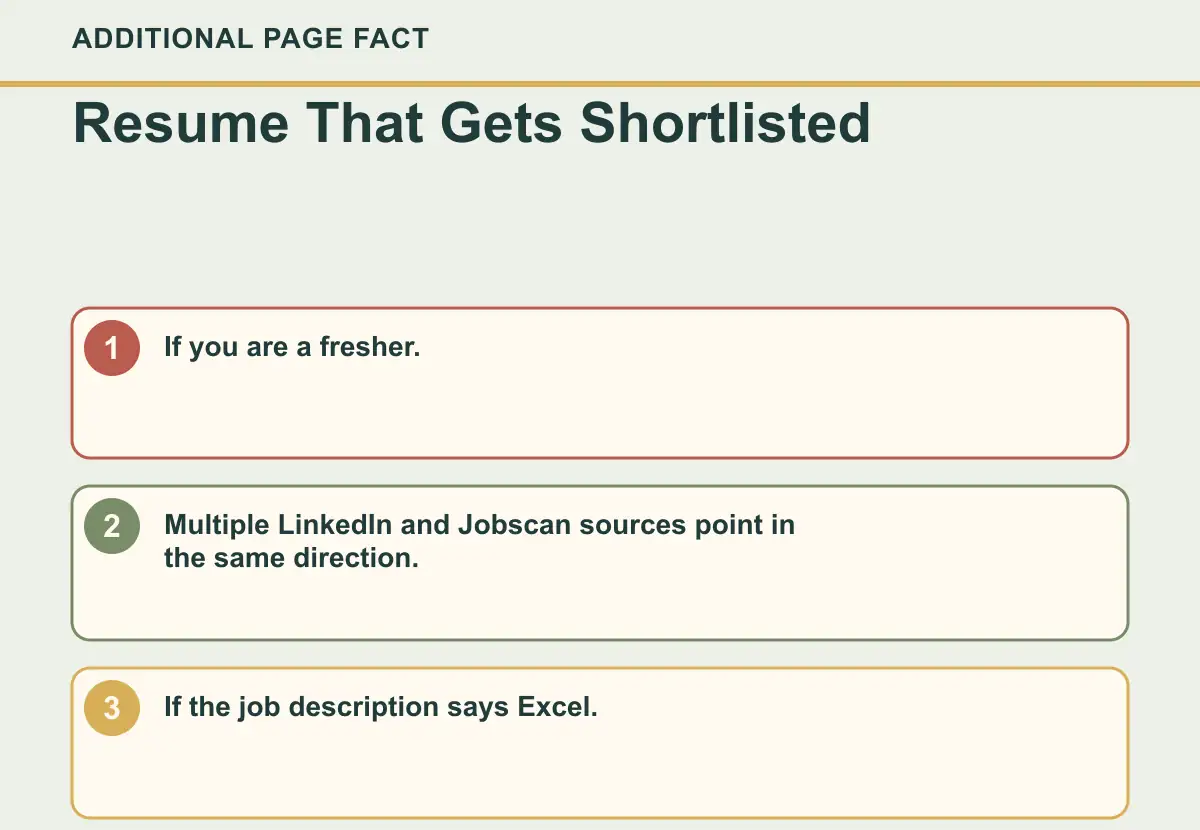 ADDITIONAL PAGE FACT
Resume That Gets Shortlisted
1
If you are a fresher.
2
Multiple LinkedIn and Jobscan sources point in
the same direction.
3
If the job description says Excel.